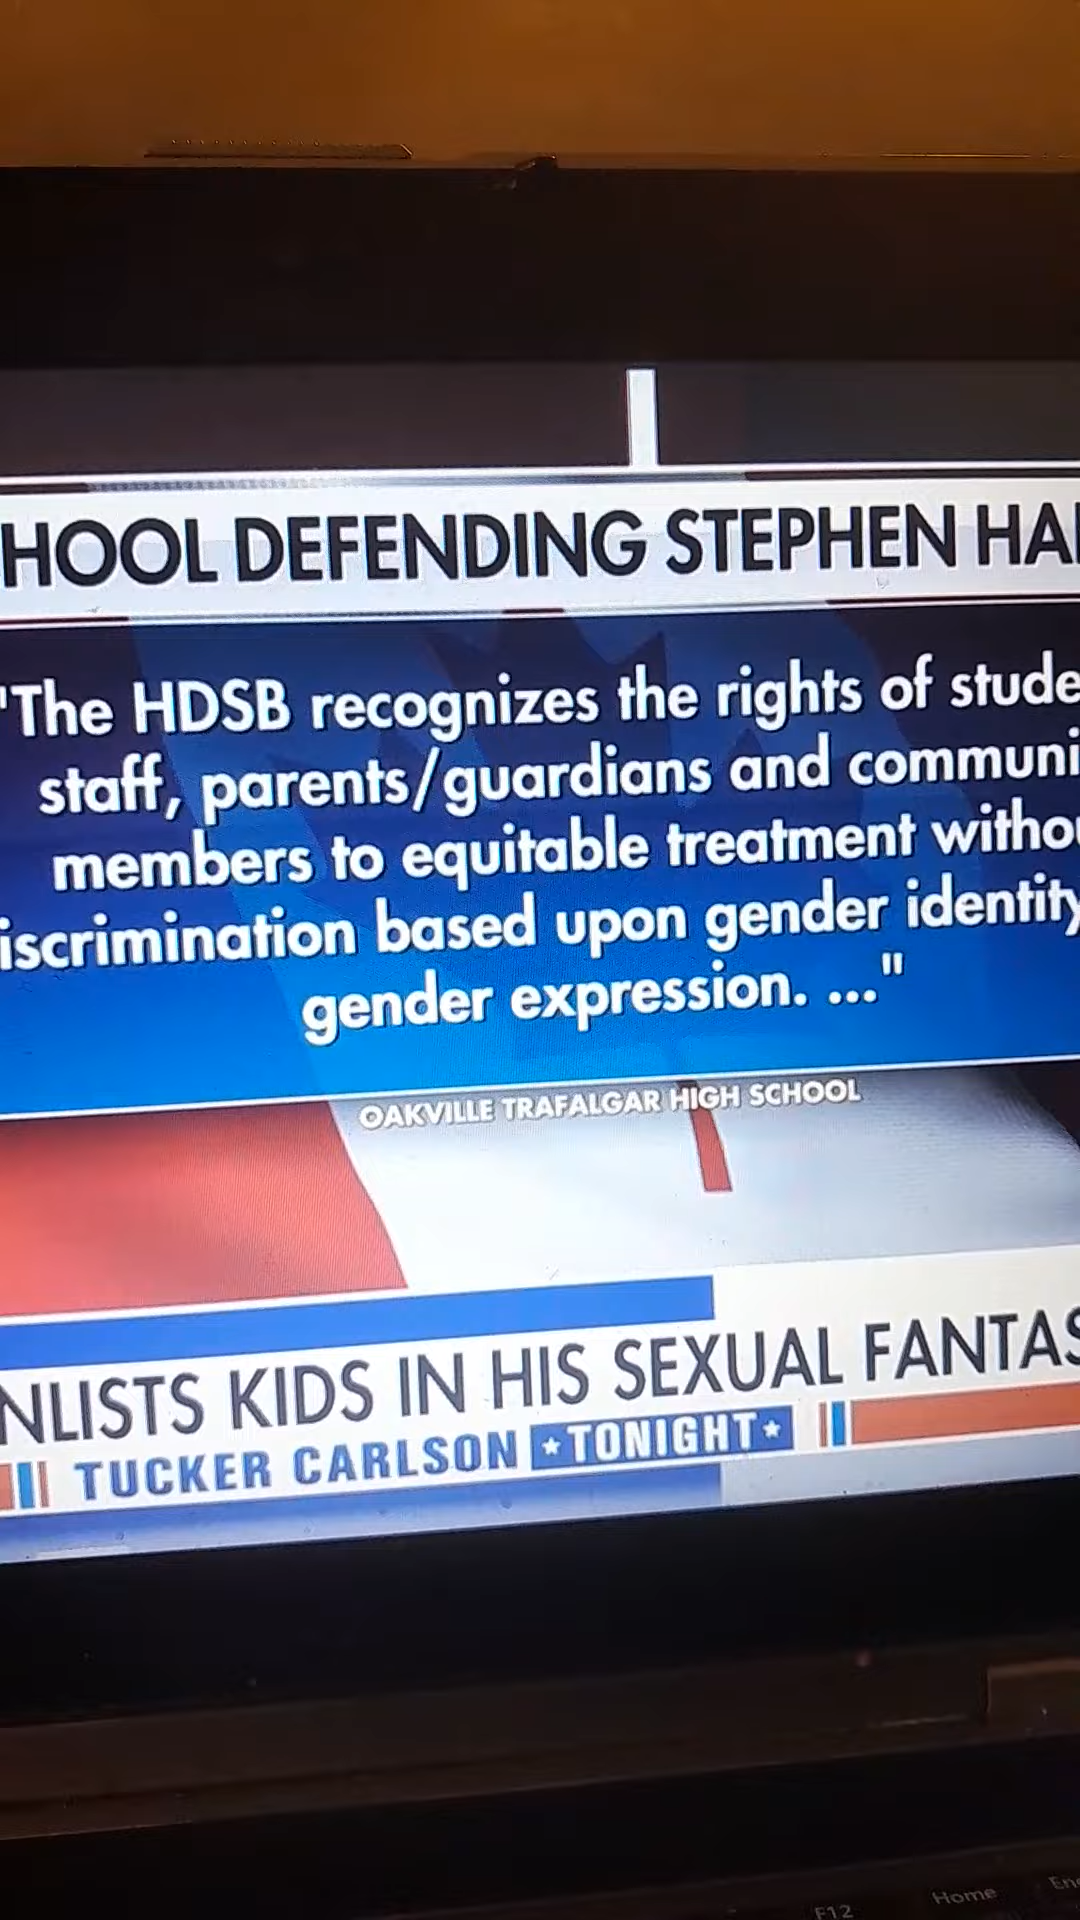 HOOL DEFENDING STEPHEN HA
"The HDSB recognizes the rights of stude
staff, parents/guardians and communi
members to equitable treatment witho
iscrimination based upon gender identity
gender expression. ..."
OAKVILLE TRAFALGAR HIGH SCHOOL
NLISTS KIDS IN HIS SEXUAL FANTAS
TUCKER CARLSON TONIGHT
F12 Home En